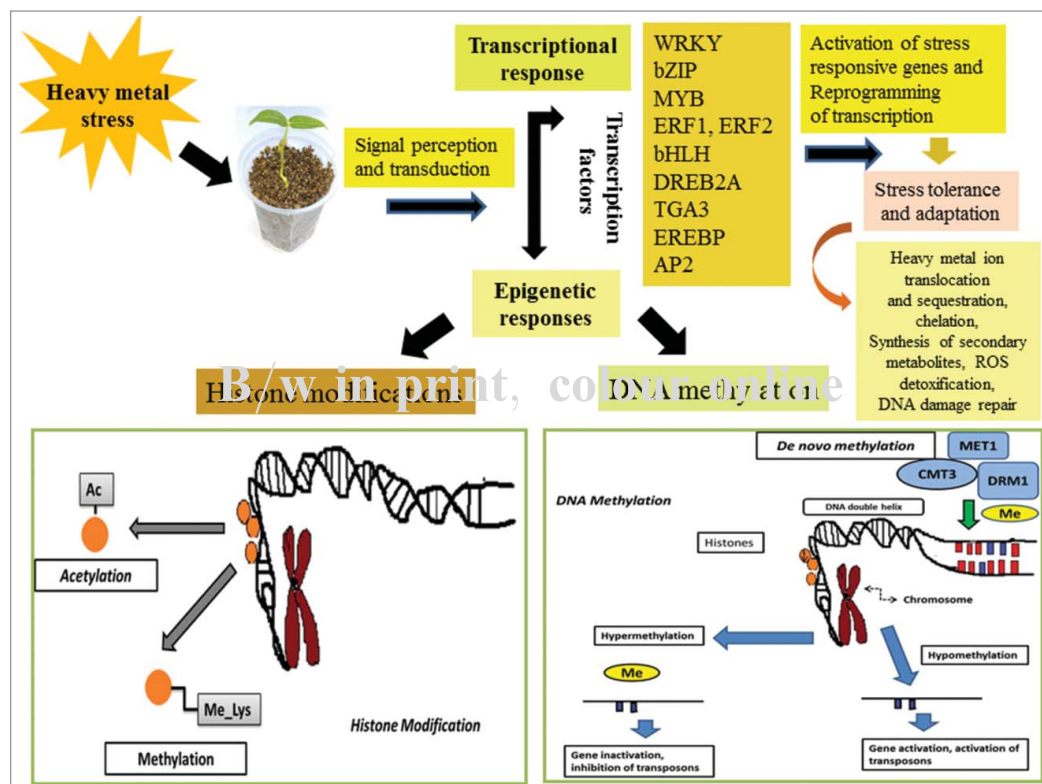 Heavy metal
stress
Signal perception
and transduction
Transcriptional
response
Transcription
factors
WRKY
bZIP
MYB
ERF1, ERF2
bHLH
DREB2A
TGA3
EREBP
AP2
Activation of stress
responsive genes and
Reprogramming
of transcription
Stress tolerance
and adaptation
Heavy metal ion
translocation
and sequestration,
chelation,
Synthesis of secondary
metabolites, ROS
detoxification,
DNA damage repair
Epigenetic
responses
Histone modifications
DNA methylation
B/w in print, colour online
Ac
Acetylation
Me_Lys
Methylation
Histone Modification
De novo methylation
MET1
CMT3
DRM1
Me
DNA Methylation
DNA double helix
Histones
Chromosome
Hypermethylation
Me
Hypomethylation
Gene inactivation,
inhibition of transposons
Gene activation, activation of
transposons